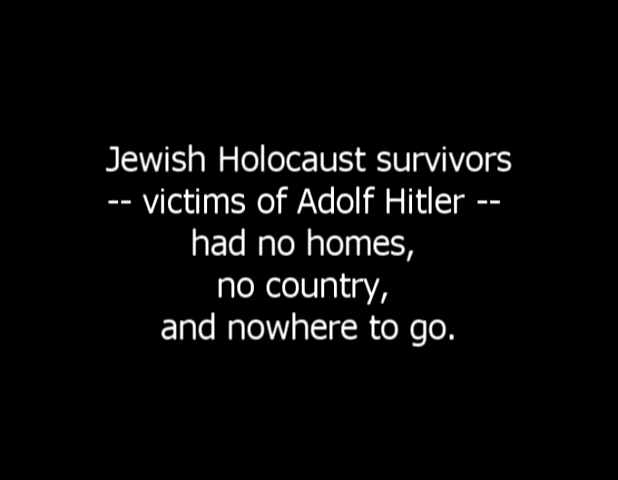 Jewish Holocaust survivors
-- victims of Adolf Hitler --
had no homes,
no country,
and nowhere to go.